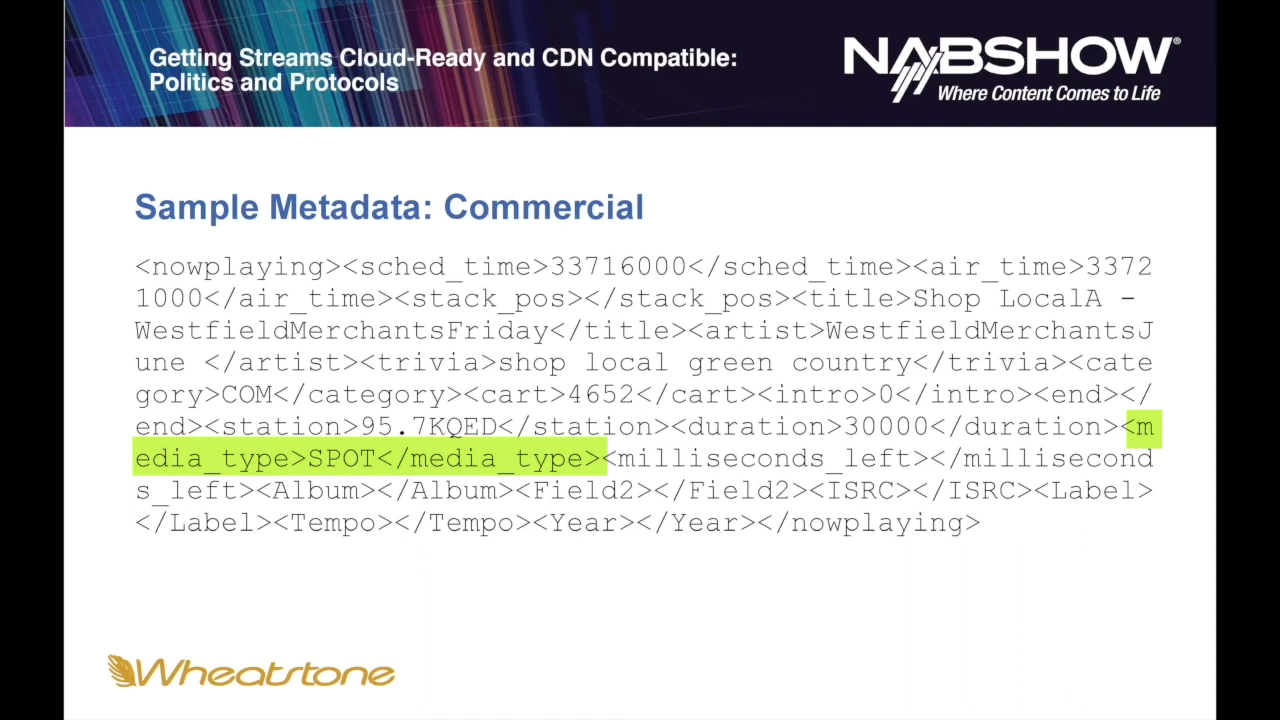 Getting Streams Cloud-Ready and CDN Compatible:
Politics and Protocols
NABSHOW®
Where Content Comes to Life
Sample Metadata: Commercial
<nowplaying><sched_time>33716000</sched_time><air_time>3372
1000</air_time><stack_pos></stack_pos><title>Shop LocalA -
WestfieldMerchantsFriday</title><artist>WestfieldMerchantsJ
une </artist><trivia>shop local green country</trivia><cate
gory>COM</category><cart>4652</cart><intro>0</intro><end></
end><station>95.7KQED</station><duration>30000</duration><m
edia_type>SPOT</media_type><milliseconds_left></millisecond
s_left><Album></Album><Field2></Field2><ISRC></ISRC><Label>
</Label><Tempo></Tempo><Year></Year></nowplaying>
Wheatstone